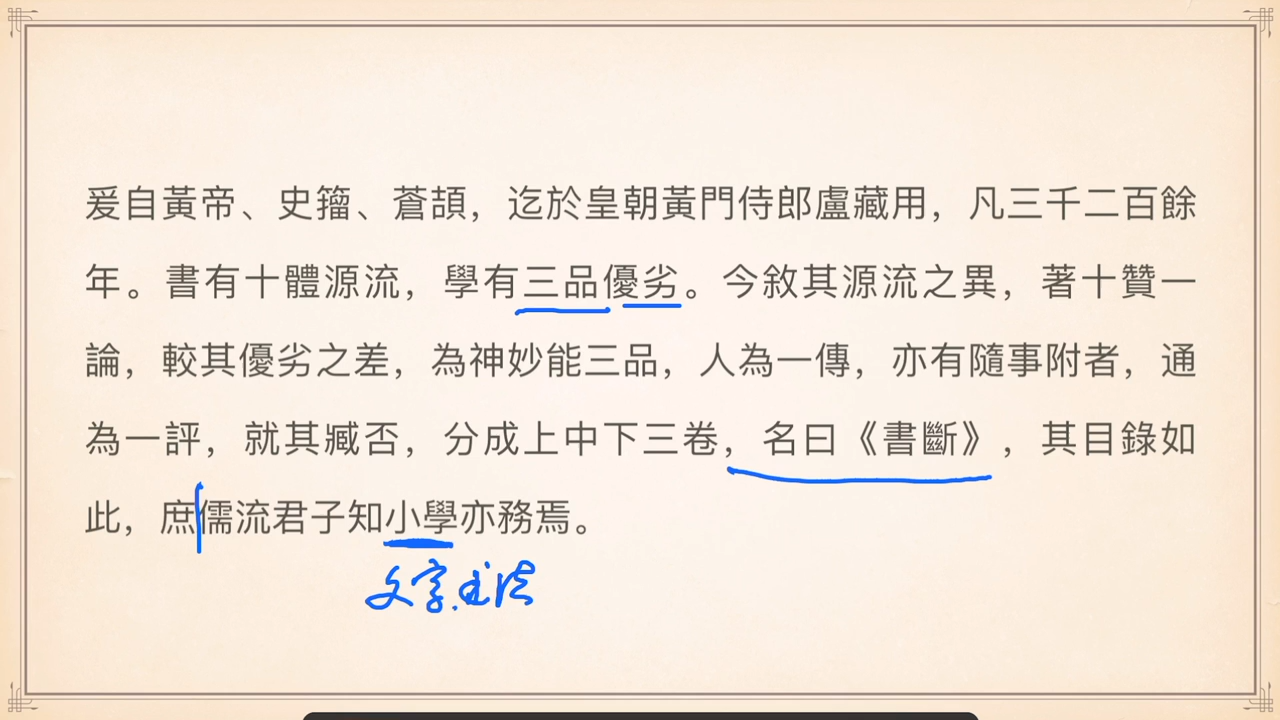 爰自黃帝、史籀、蒼頡，迄於皇朝黃門侍郎盧藏用，凡三千二百餘
年。書有十體源流，學有三品優劣。今敘其源流之異，著十贊一
論，較其優劣之差，為神妙能三品，人為一傳，亦有隨事附者，通
為一評，就其臧否，分成上中下三卷，名曰《書斷》，其目錄如
此，庶儒流君子知小學亦務焉。
文字.书法